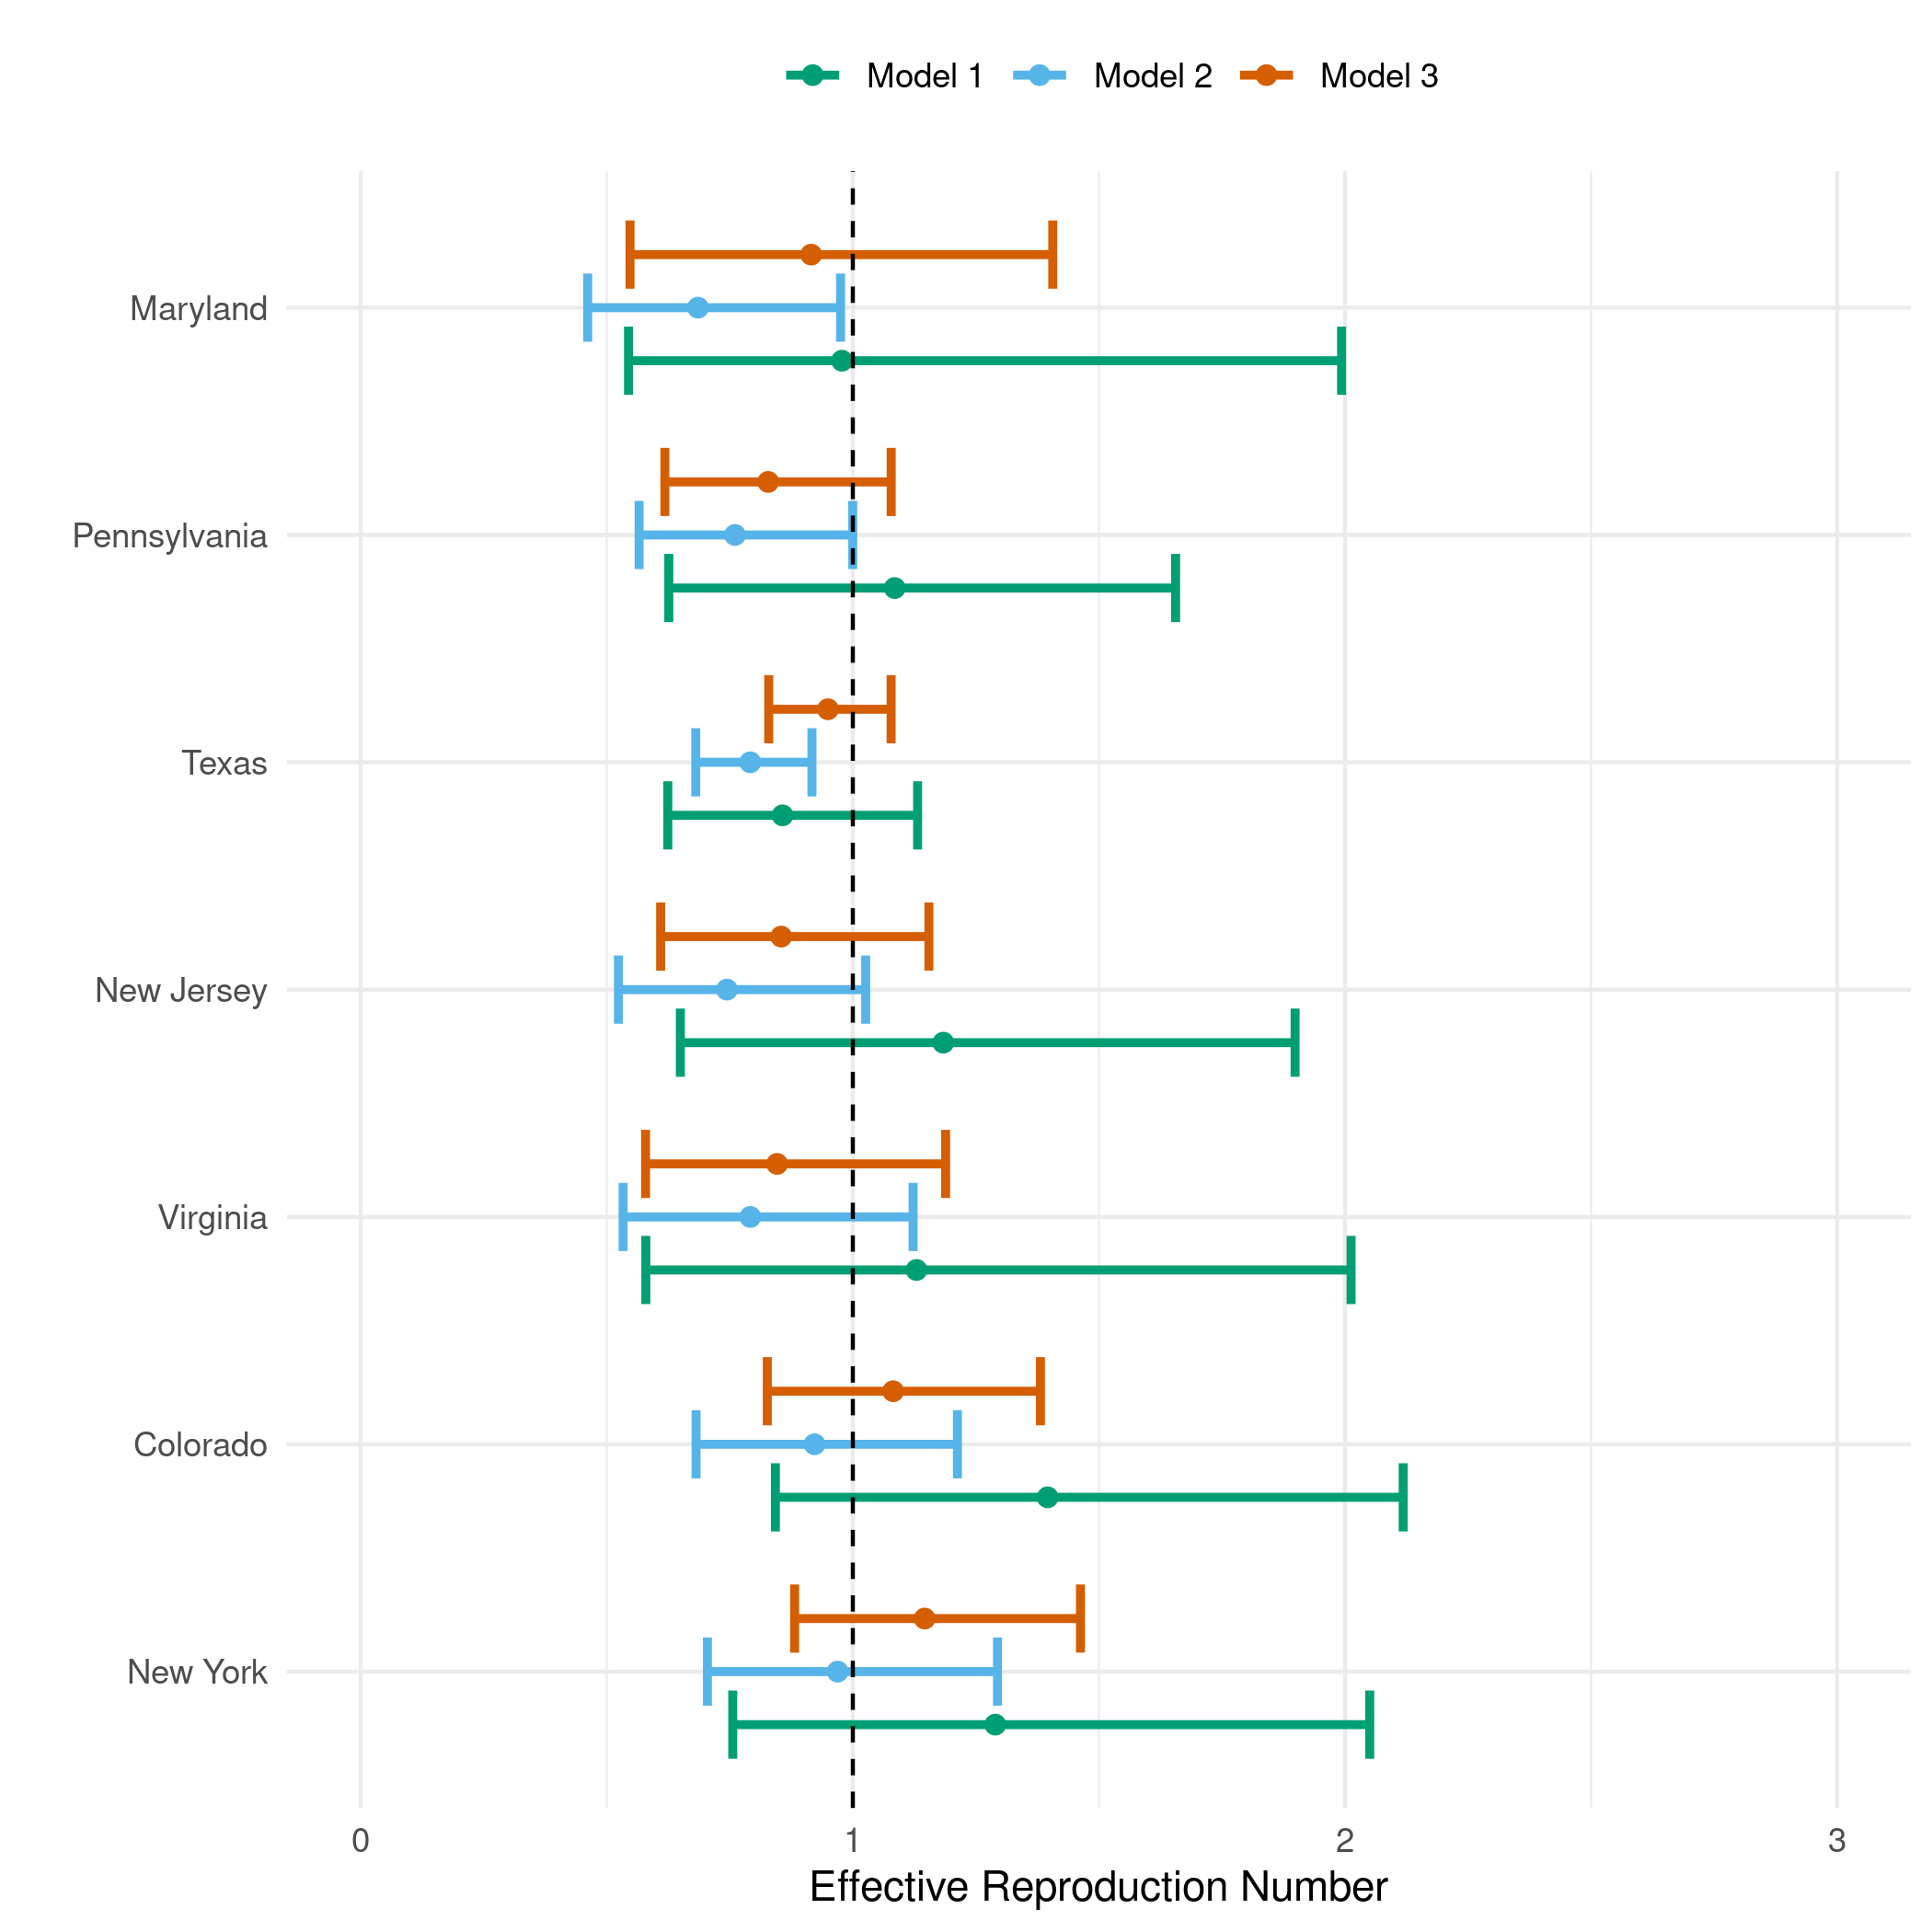 Model 1 Model 2 Model 3
Maryland
Pennsylvania
Texas
New Jersey
Virginia
Colorado
New York
0 1 2 3
Effective Reproduction Number